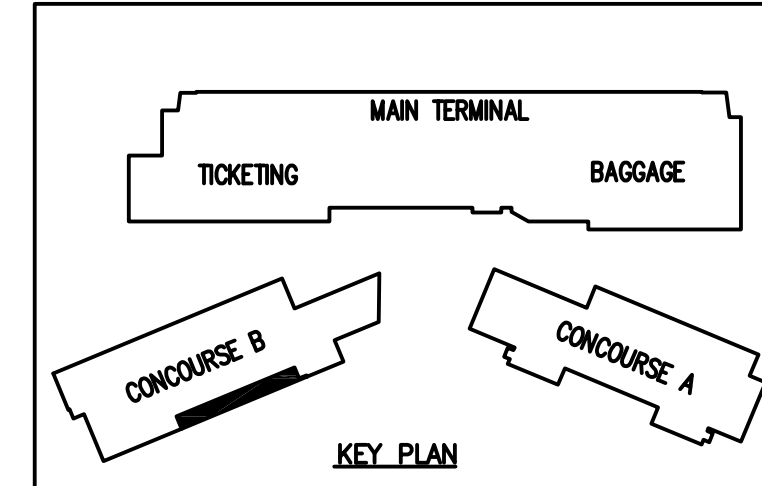 MAIN TERMINAL
TICKETING
BAGGAGE
CONCOURSE B
CONCOURSE A
KEY PLAN